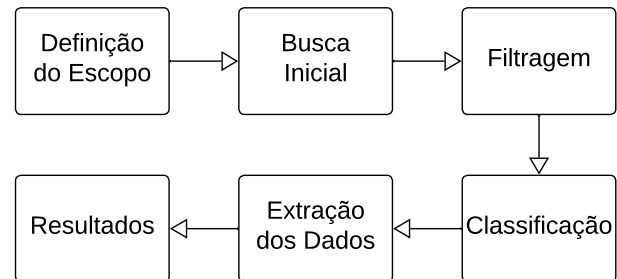 Definição
do Escopo
Busca
Inicial
Filtragem
Classificação
Extração
dos Dados
Resultados